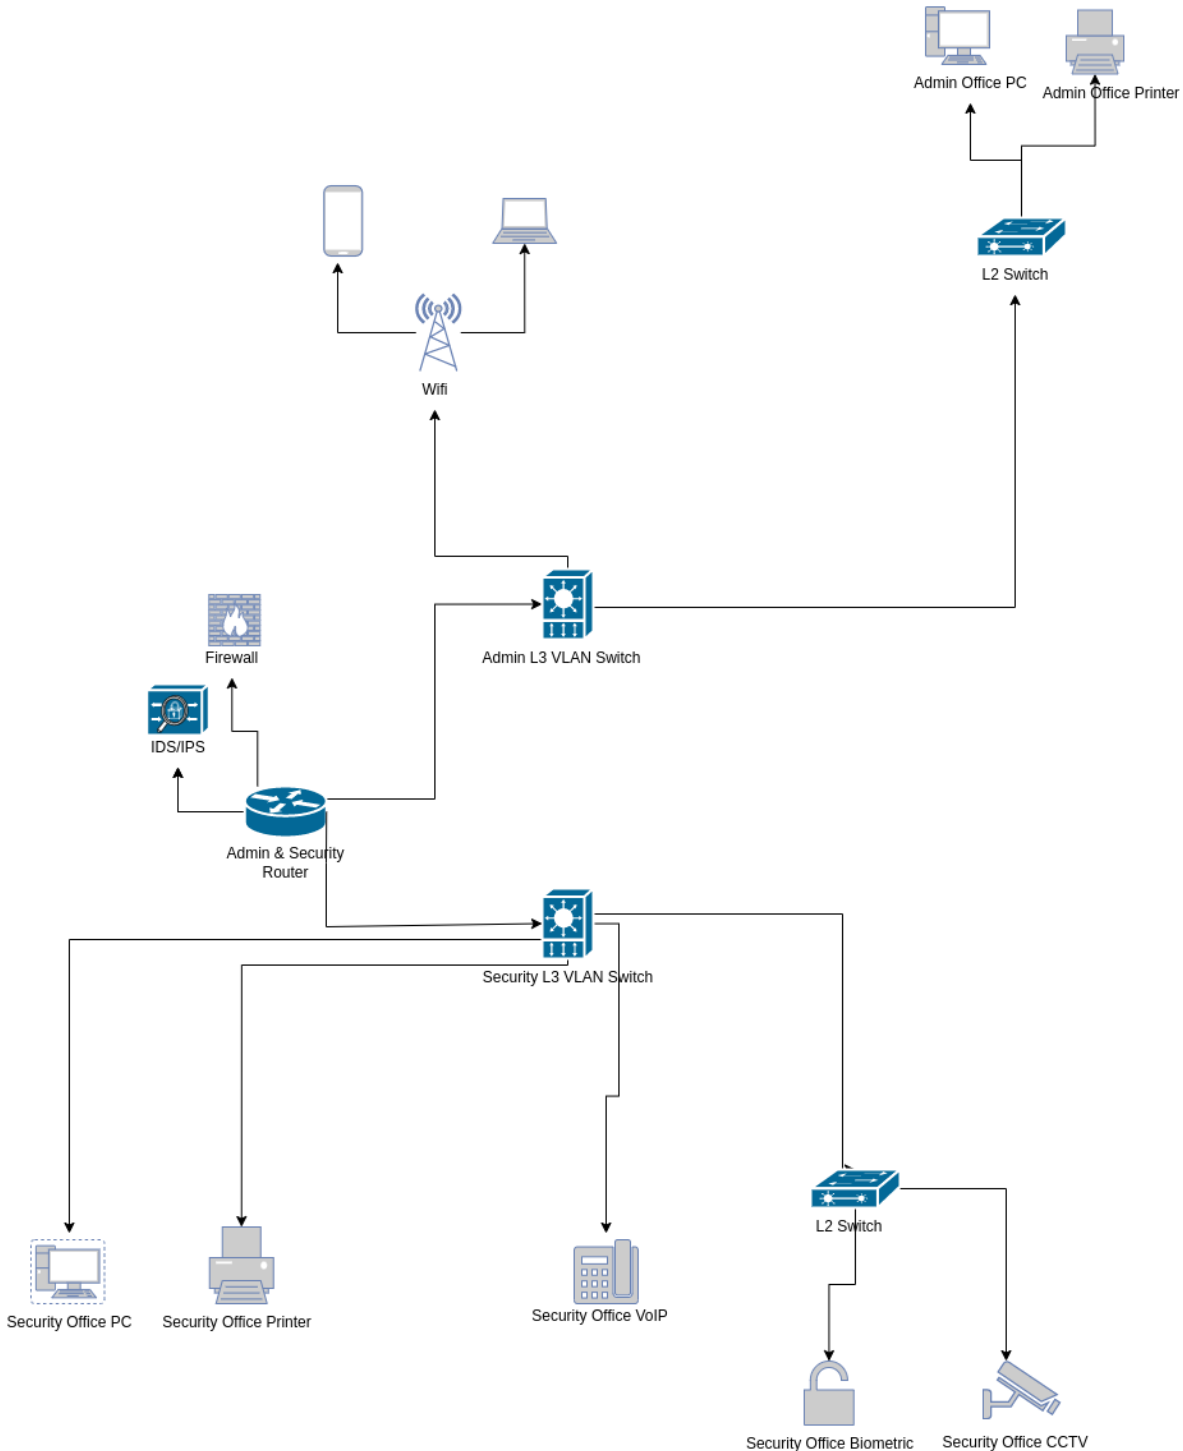 Admin Office PC
Admin Office Printer
L2 Switch
Wifi
Firewall
Admin L3 VLAN Switch
IDS/IPS
Admin & Security
Router
Security L3 VLAN Switch
L2 Switch
Security Office PC
Security Office Printer
Security Office VoIP
Security Office Biometric
Security Office CCTV